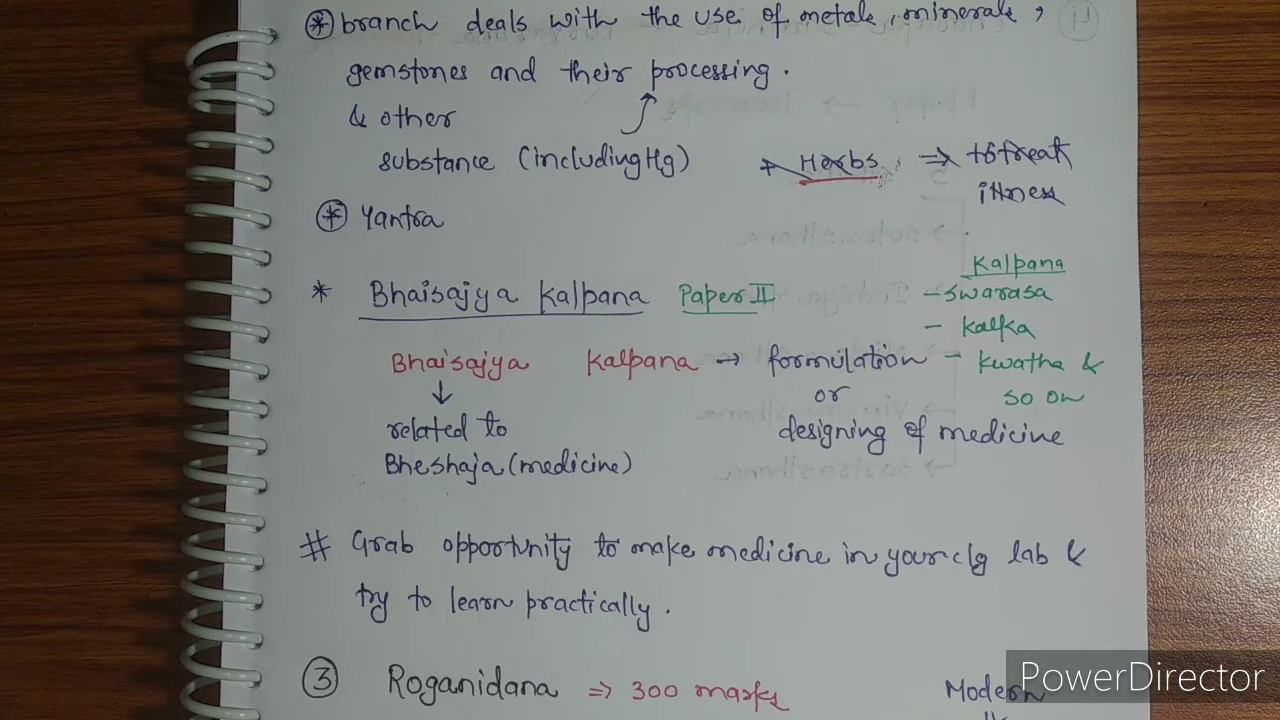 * branch deals with the use of metals, minerals,
gemstones and their processing.
& other
substance (including Hg)
+ Herbs ⇒ to treat
illness
* Yantra
* Bhaisajya Kalpana Paper II
Kalpana
- Swarasa
- Kalka
- Kwatha &
so on
Bhaisajya Kalpana → formulation
or
designing of medicine
↓
related to
Bheshaja (medicine)
# Grab opportunity to make medicine in your clg lab &
try to learn practically.
3 Roganidana ⇒ 300 marks
Modern
PowerDirector